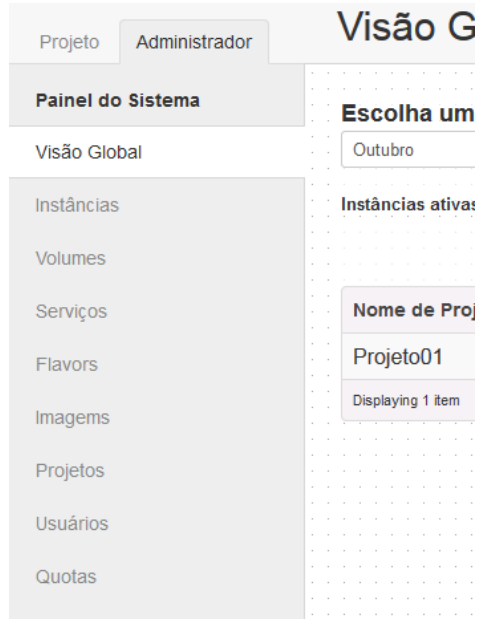 Projeto
Administrador
Painel do Sistema
Visão Global
Instâncias
Volumes
Serviços
Flavors
Imagems
Projetos
Usuários
Quotas
Visão G
Escolha um
Outubro
Instâncias ativas
Nome de Proj
Projeto01
Displaying 1 item